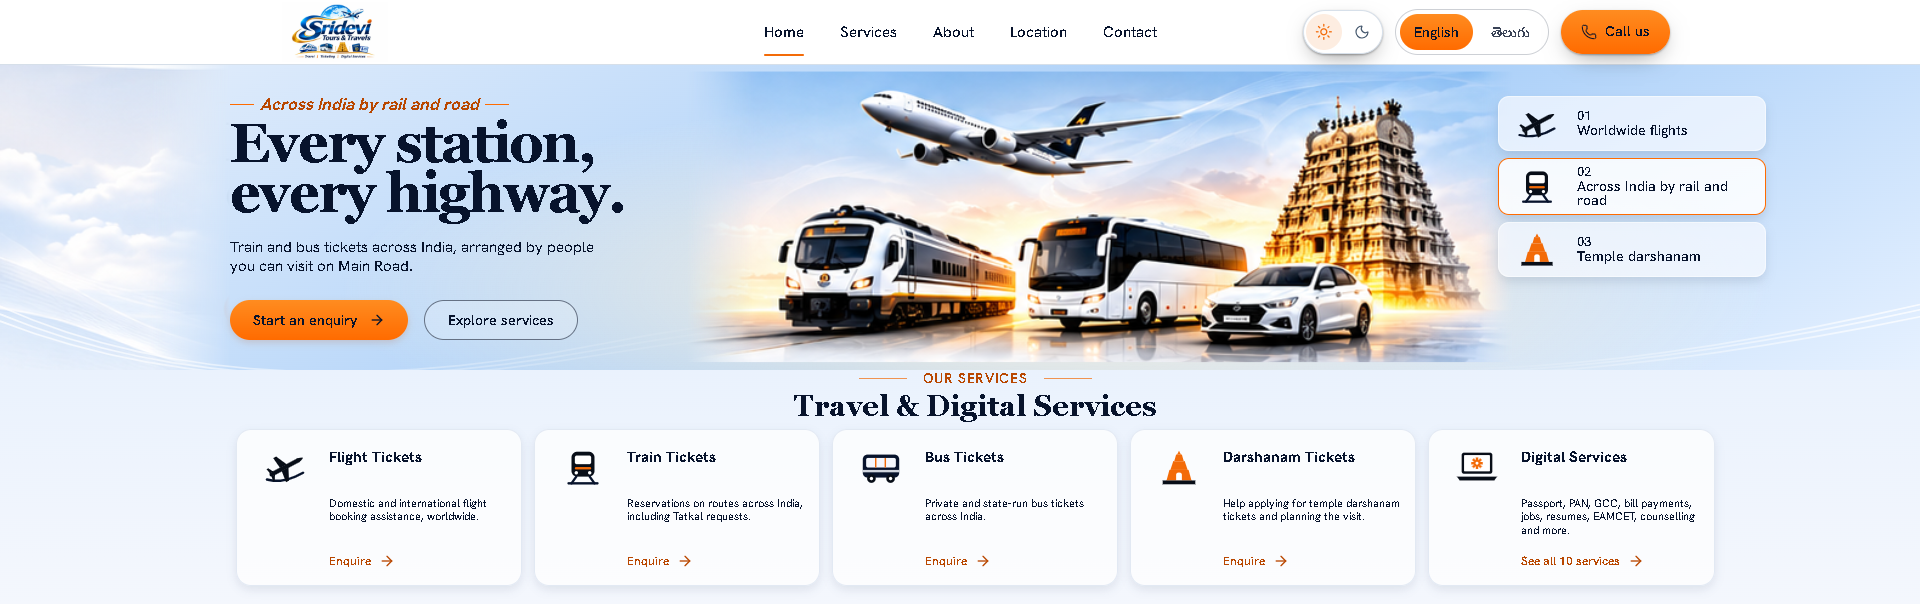 Sridevi
Tours & Travels
Travel | Ticketing | Digital Services
Home
Services
About
Location
Contact
English
తెలుగు
Call us
Across India by rail and road
Every station,
every highway.
Train and bus tickets across India, arranged by people
you can visit on Main Road.
Start an enquiry
Explore services
01
Worldwide flights
02
Across India by rail and
road
03
Temple darshanam
OUR SERVICES
Travel & Digital Services
Flight Tickets
Domestic and international flight
booking assistance, worldwide.
Enquire
Train Tickets
Reservations on routes across India,
including Tatkal requests.
Enquire
Bus Tickets
Private and state-run bus tickets
across India.
Enquire
Darshanam Tickets
Help applying for temple darshanam
tickets and planning the visit.
Enquire
Digital Services
Passport, PAN, GCC, bill payments,
jobs, resumes, EAMCET, counselling
and more.
See all 10 services